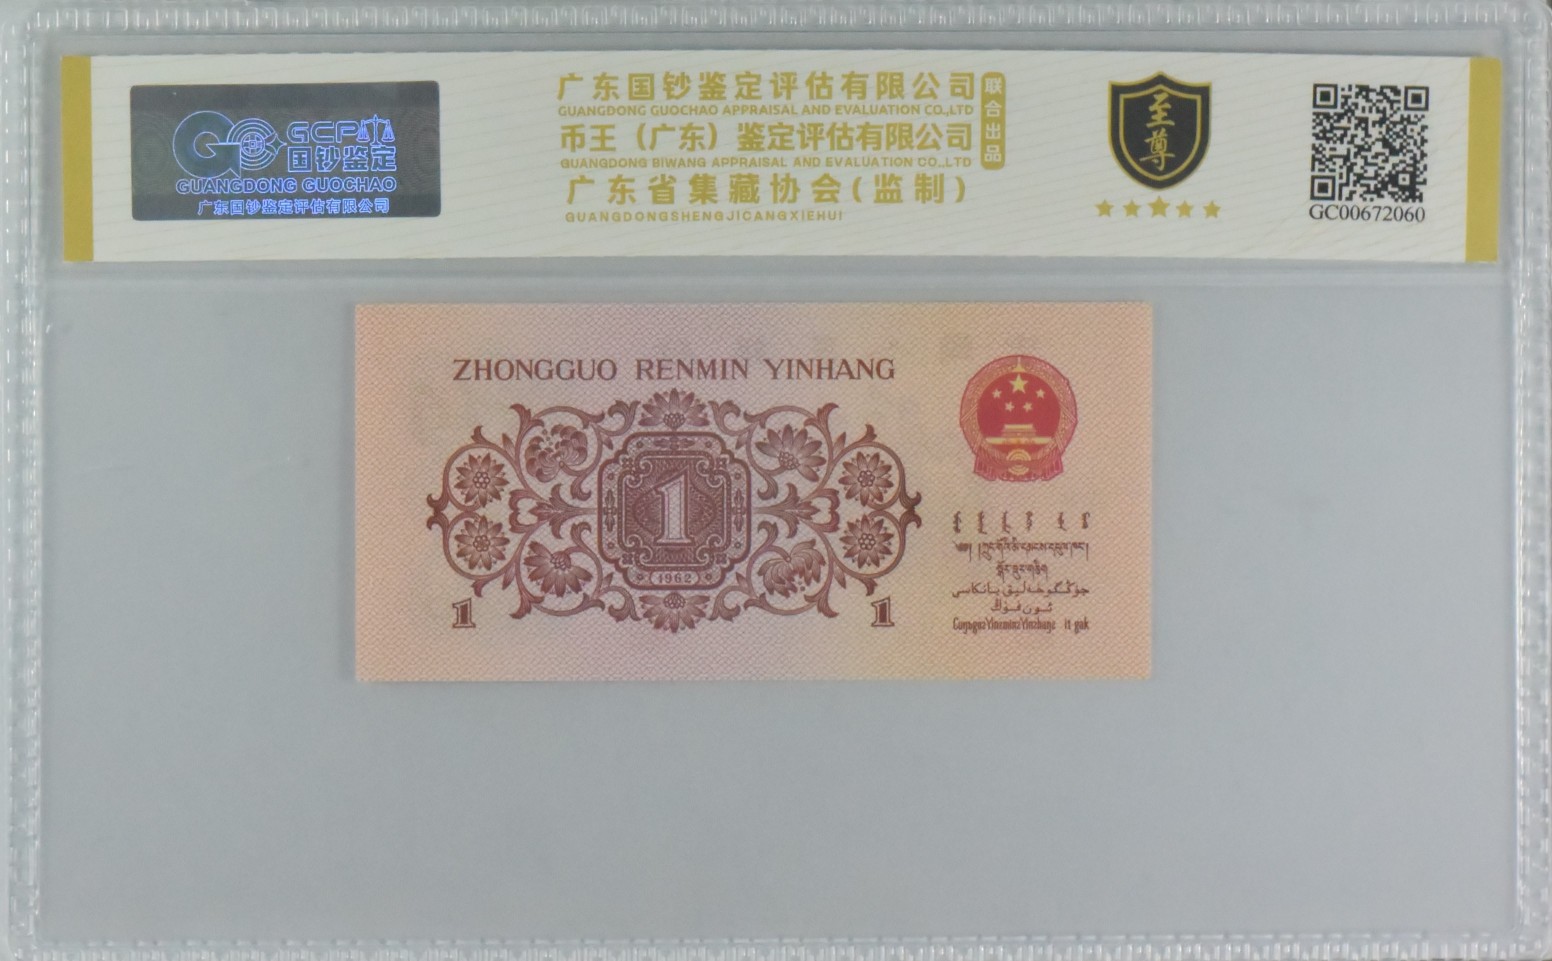 GCP
国钞鉴定
GUANGDONG GUOCHAO
广东国钞鉴定评估有限公司
广东国钞鉴定评估有限公司
GUANGDONG GUOCHAO APPRAISAL AND EVALUATION CO.,LTD
币王（广东）鉴定评估有限公司
GUANGDONG BIWANG APPRAISAL AND EVALUATION CO.,LTD
广东省集藏协会(监制)
GUANGDONGSHENGJICANGXIEHUI
联合出品
至尊
GC00672060
ZHONGGUO RENMIN YINHANG
1
1962
1
1